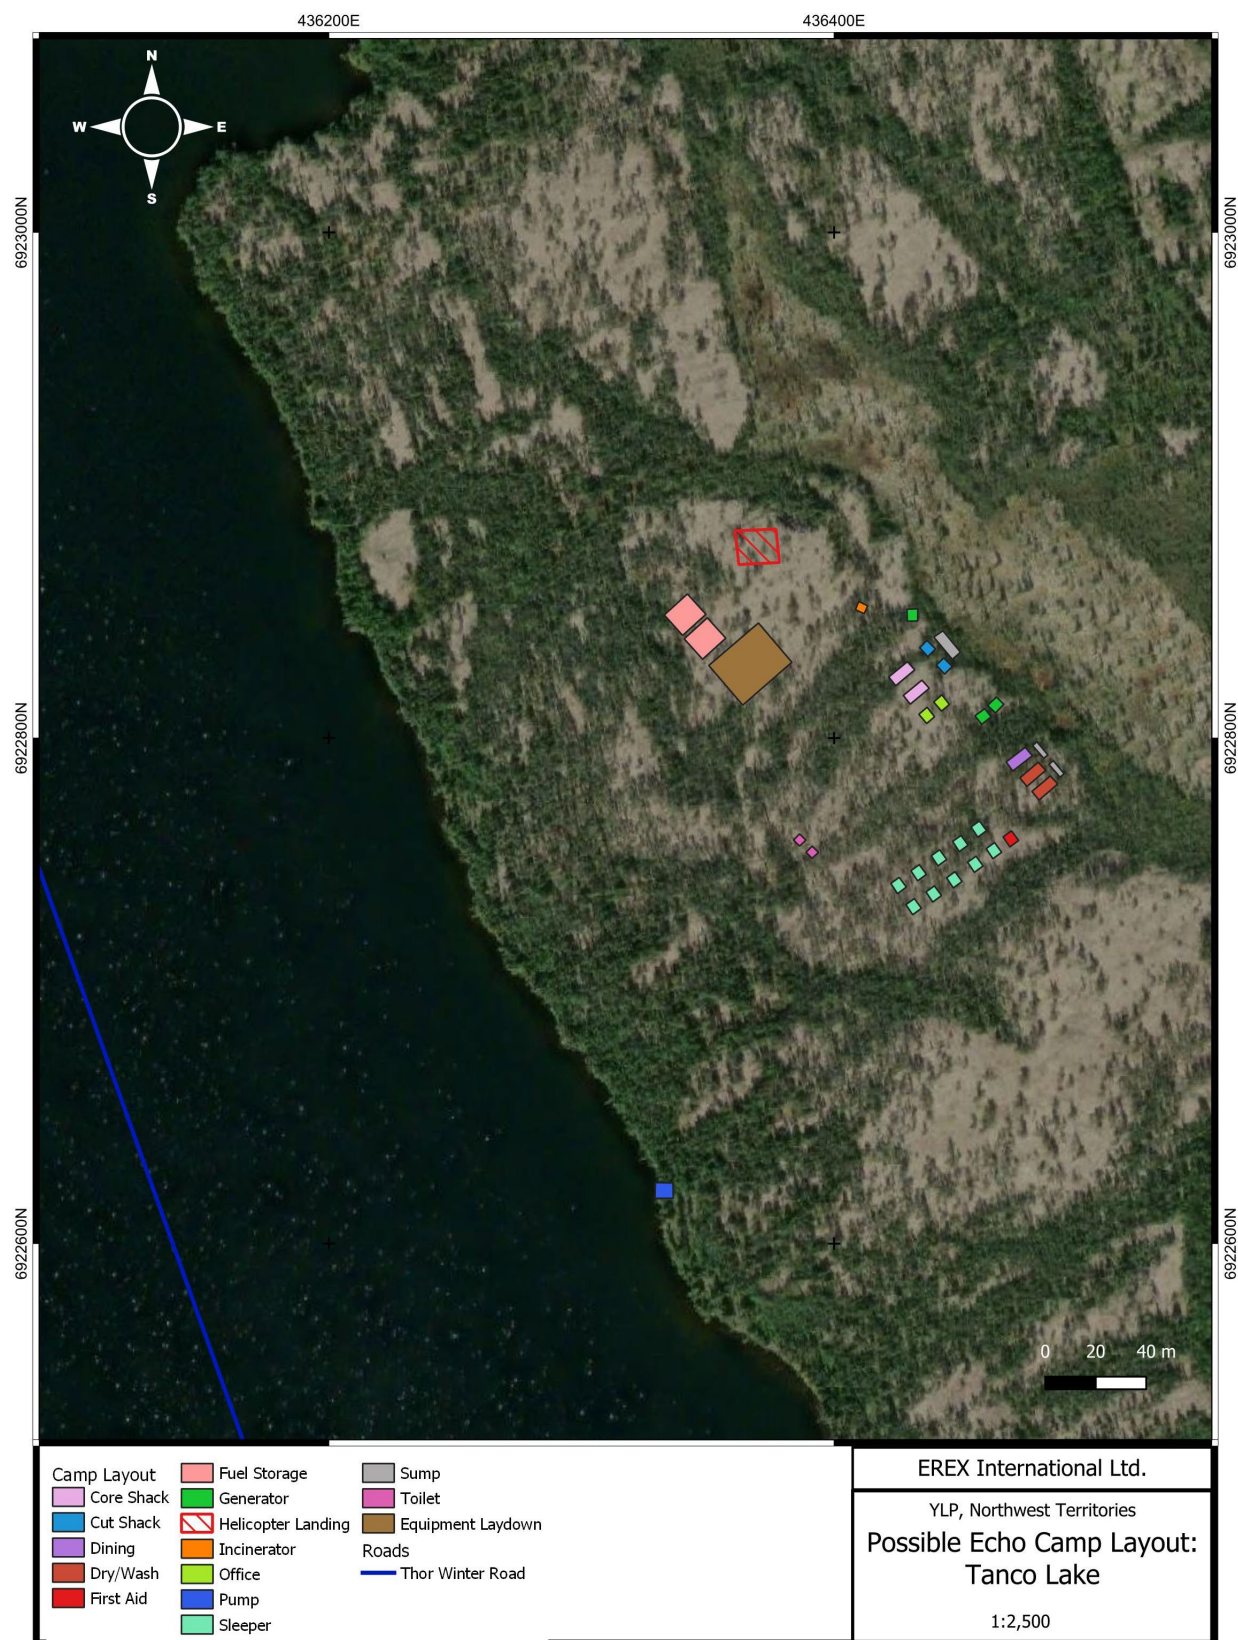 436200E
436400E
N
W
E
S
6923000N
6923000N
6922800N
6922800N
6922600N
6922600N
0 20 40 m
Camp Layout
Core Shack
Cut Shack
Dining
Dry/Wash
First Aid
Fuel Storage
Generator
Helicopter Landing
Incinerator
Office
Pump
Sleeper
Sump
Toilet
Equipment Laydown
Roads
Thor Winter Road
EREX International Ltd.
YLP, Northwest Territories
Possible Echo Camp Layout:
Tanco Lake
1:2,500